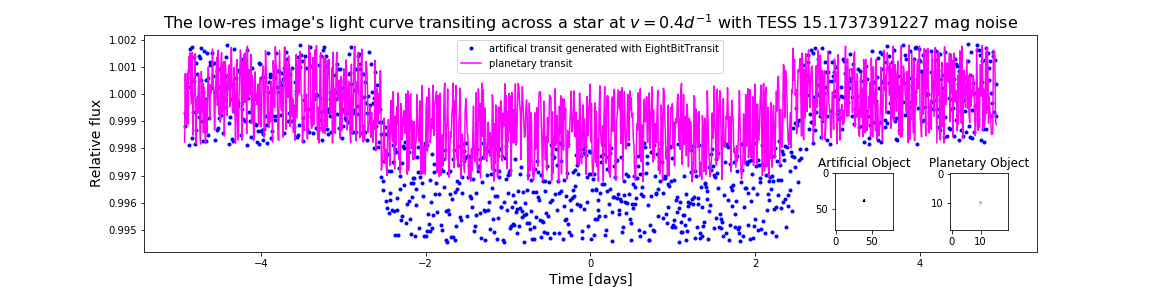 The low-res image's light curve transiting across a star at v = 0.4d⁻¹ with TESS 15.1737391227 mag noise
artifical transit generated with EightBitTransit
planetary transit
Relative flux
1.002
1.001
1.000
0.999
0.998
0.997
0.996
0.995
Artificial Object
0
50
0 50
Planetary Object
0
10
0 10
−4 −2 0 2 4
Time [days]